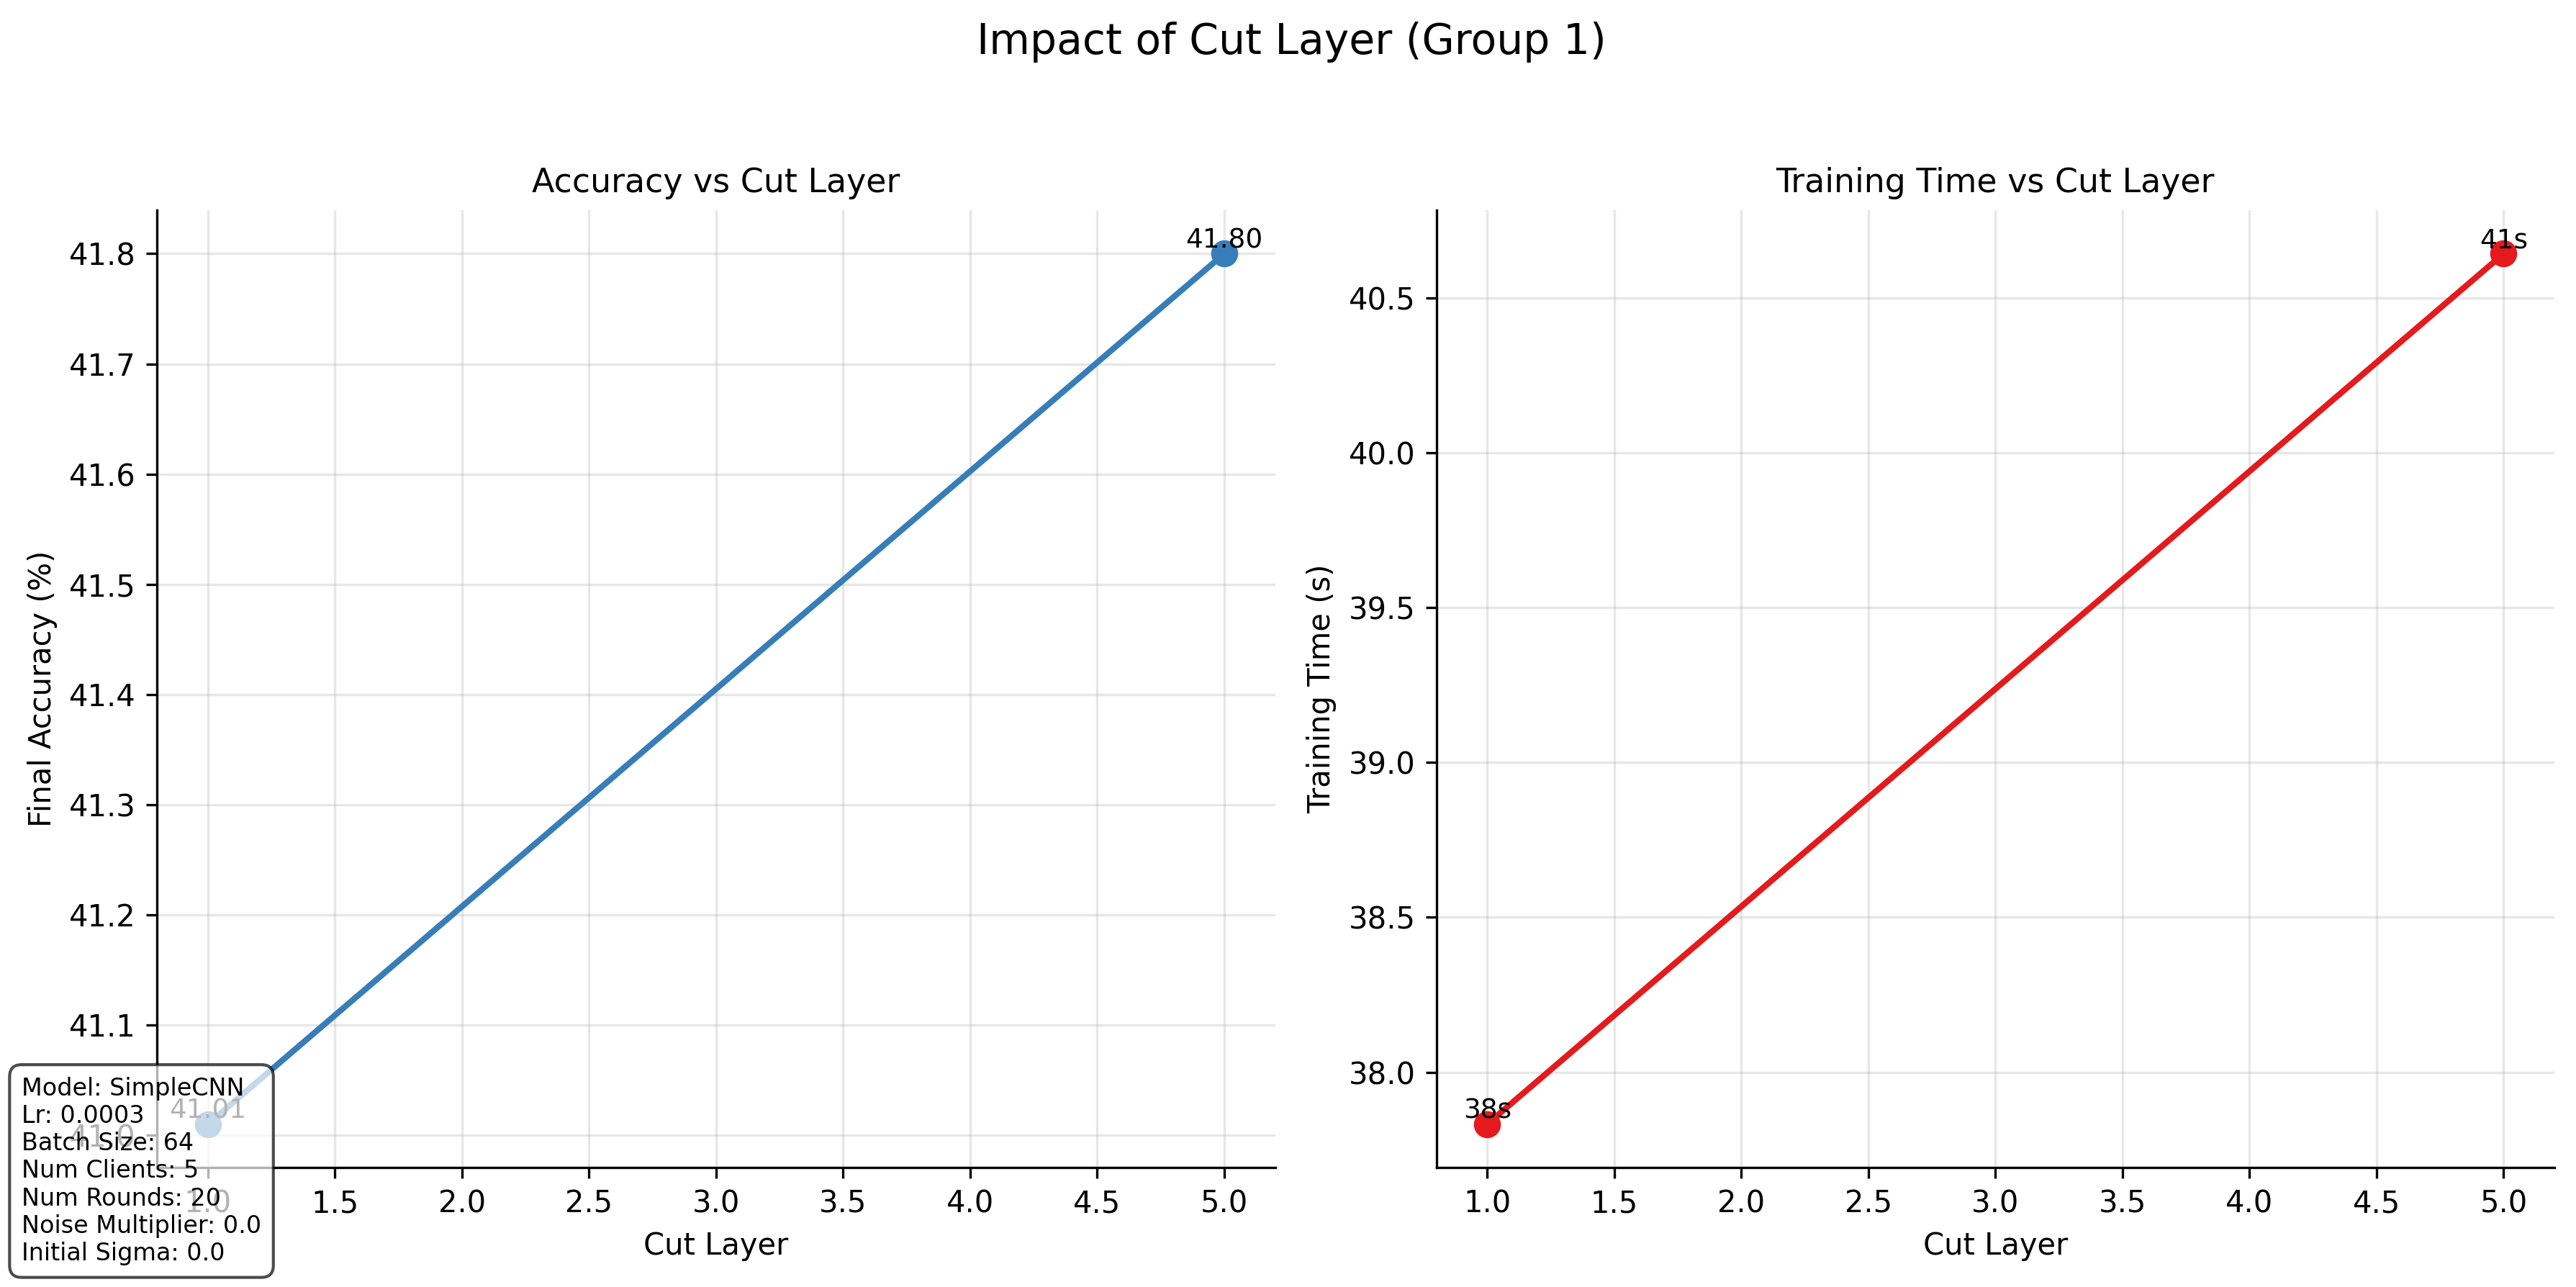 Impact of Cut Layer (Group 1)
Accuracy vs Cut Layer
Final Accuracy (%)
41.8
41.7
41.6
41.5
41.4
41.3
41.2
41.1
41.0
41.80
41.01
1.0
1.5
2.0
2.5
3.0
3.5
4.0
4.5
5.0
Cut Layer
Model: SimpleCNN
Lr: 0.0003
Batch Size: 64
Num Clients: 5
Num Rounds: 20
Noise Multiplier: 0.0
Initial Sigma: 0.0
Training Time vs Cut Layer
Training Time (s)
40.5
40.0
39.5
39.0
38.5
38.0
41s
38s
1.0
1.5
2.0
2.5
3.0
3.5
4.0
4.5
5.0
Cut Layer